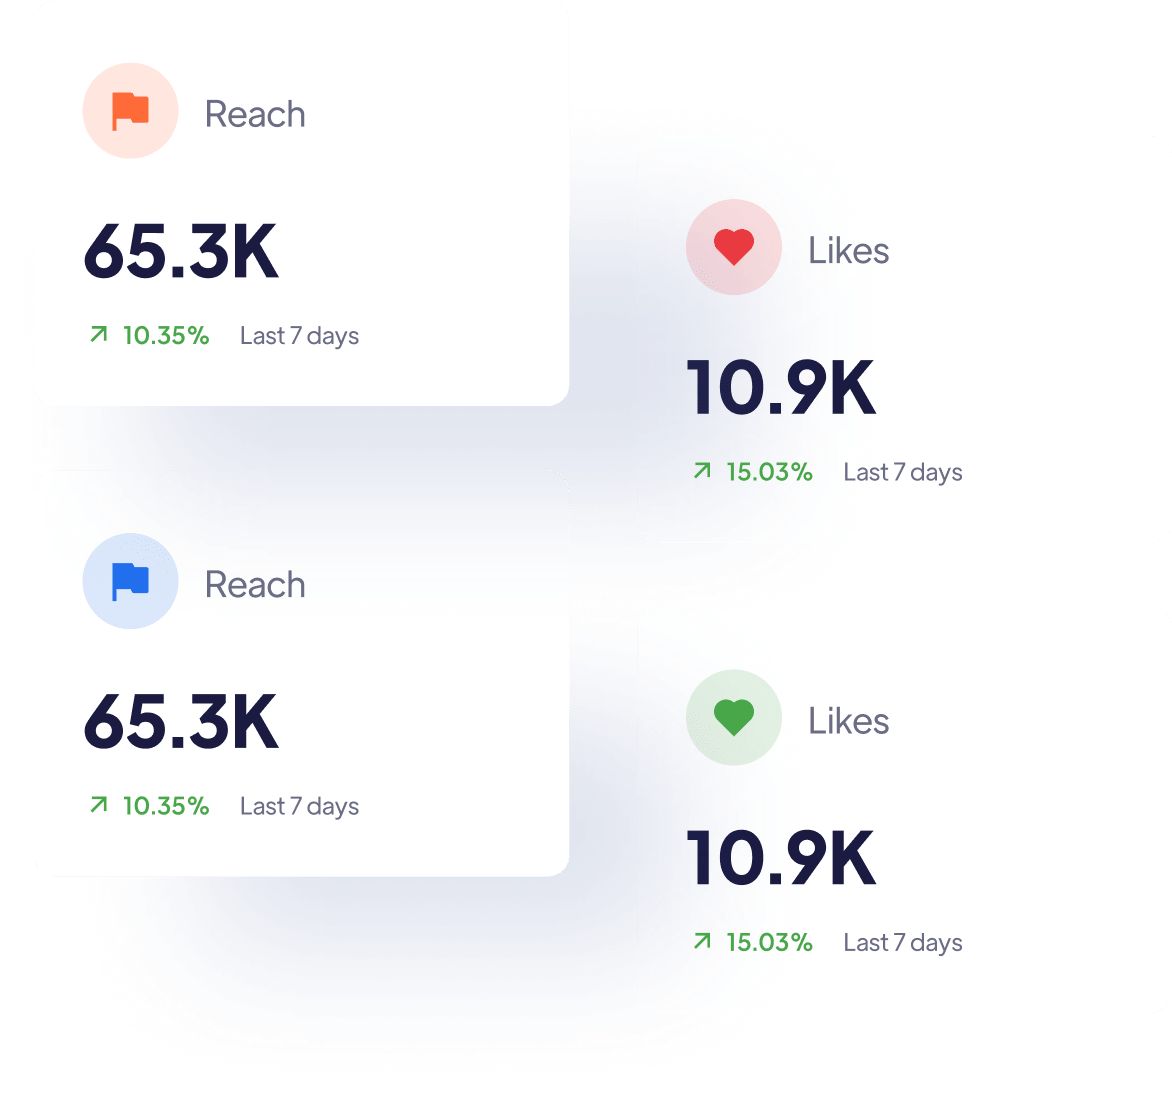 Reach
65.3K
10.35% Last 7 days
Likes
10.9K
15.03% Last 7 days
Reach
65.3K
10.35% Last 7 days
Likes
10.9K
15.03% Last 7 days